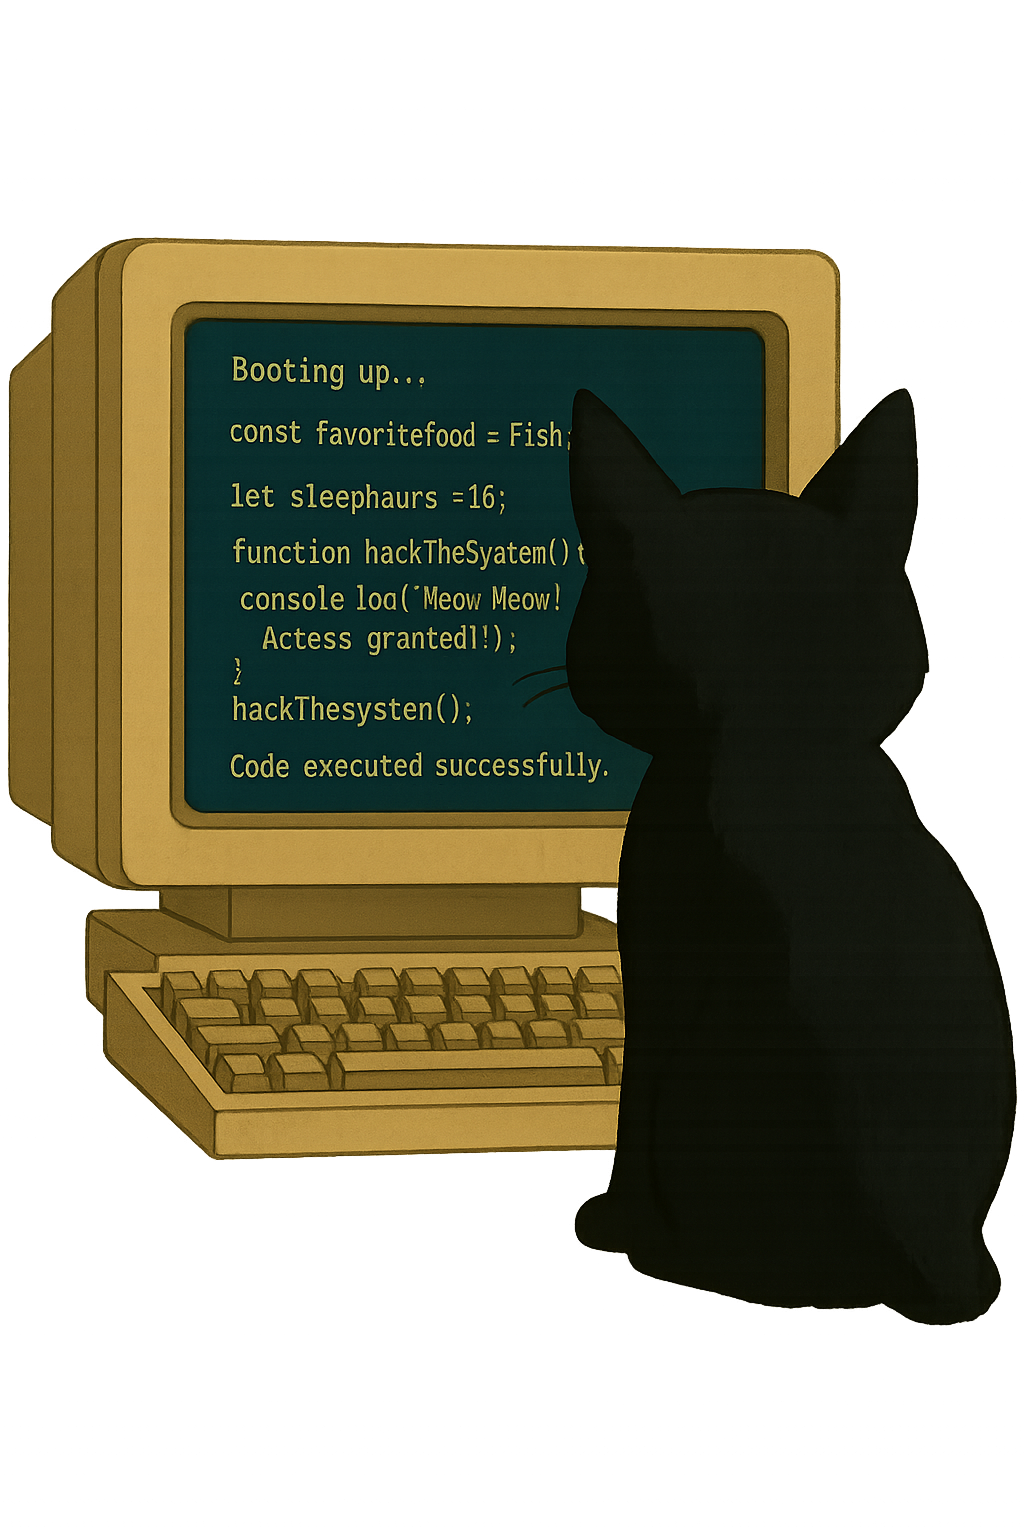 Booting up...
const favoritefood = Fish;
let sleephaurs =16;
function hackTheSyatem()
console loɑ("Meow Meow!
Actess grantedl!);
}
hackThesysten();
Code executed successfully.